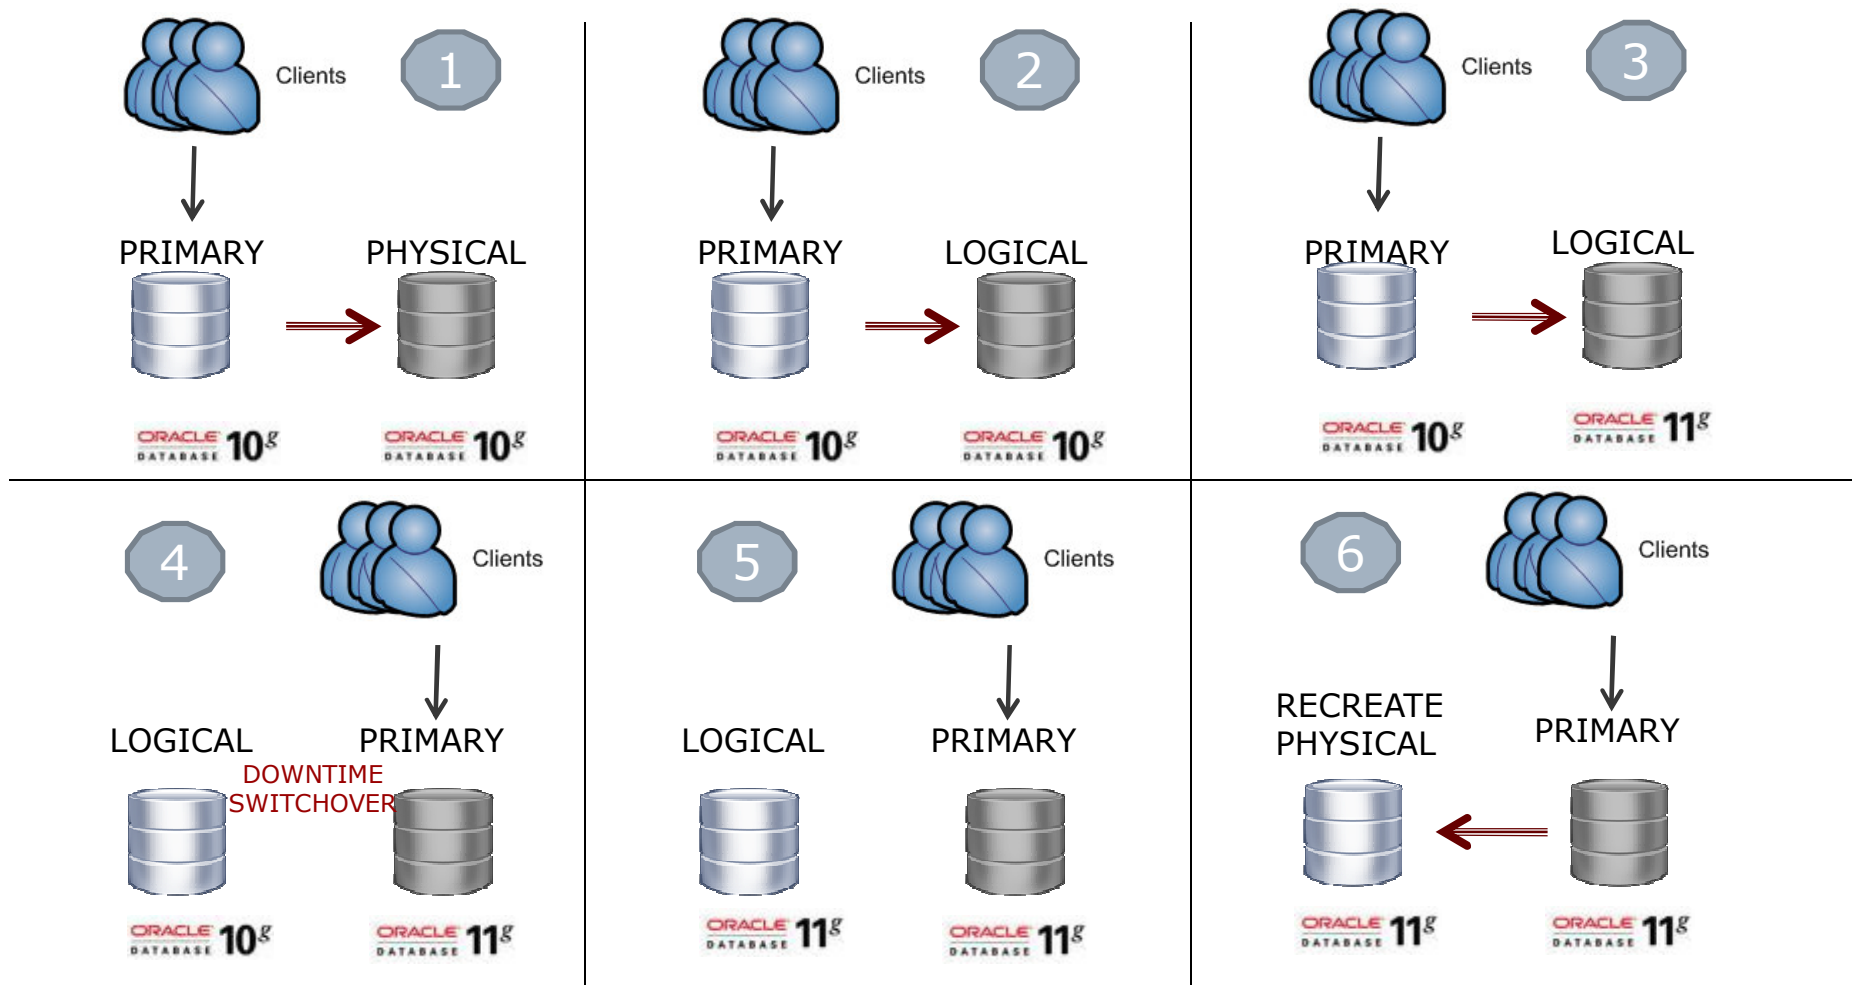 Clients
1
PRIMARY PHYSICAL
ORACLE DATABASE 10g
ORACLE DATABASE 10g
Clients
2
PRIMARY LOGICAL
ORACLE DATABASE 10g
ORACLE DATABASE 10g
Clients
3
PRIMARY LOGICAL
ORACLE DATABASE 10g
ORACLE DATABASE 11g
4
Clients
LOGICAL PRIMARY
DOWNTIME
SWITCHOVER
ORACLE DATABASE 10g
ORACLE DATABASE 11g
5
Clients
LOGICAL PRIMARY
ORACLE DATABASE 11g
ORACLE DATABASE 11g
6
Clients
RECREATE
PHYSICAL
PRIMARY
ORACLE DATABASE 11g
ORACLE DATABASE 11g